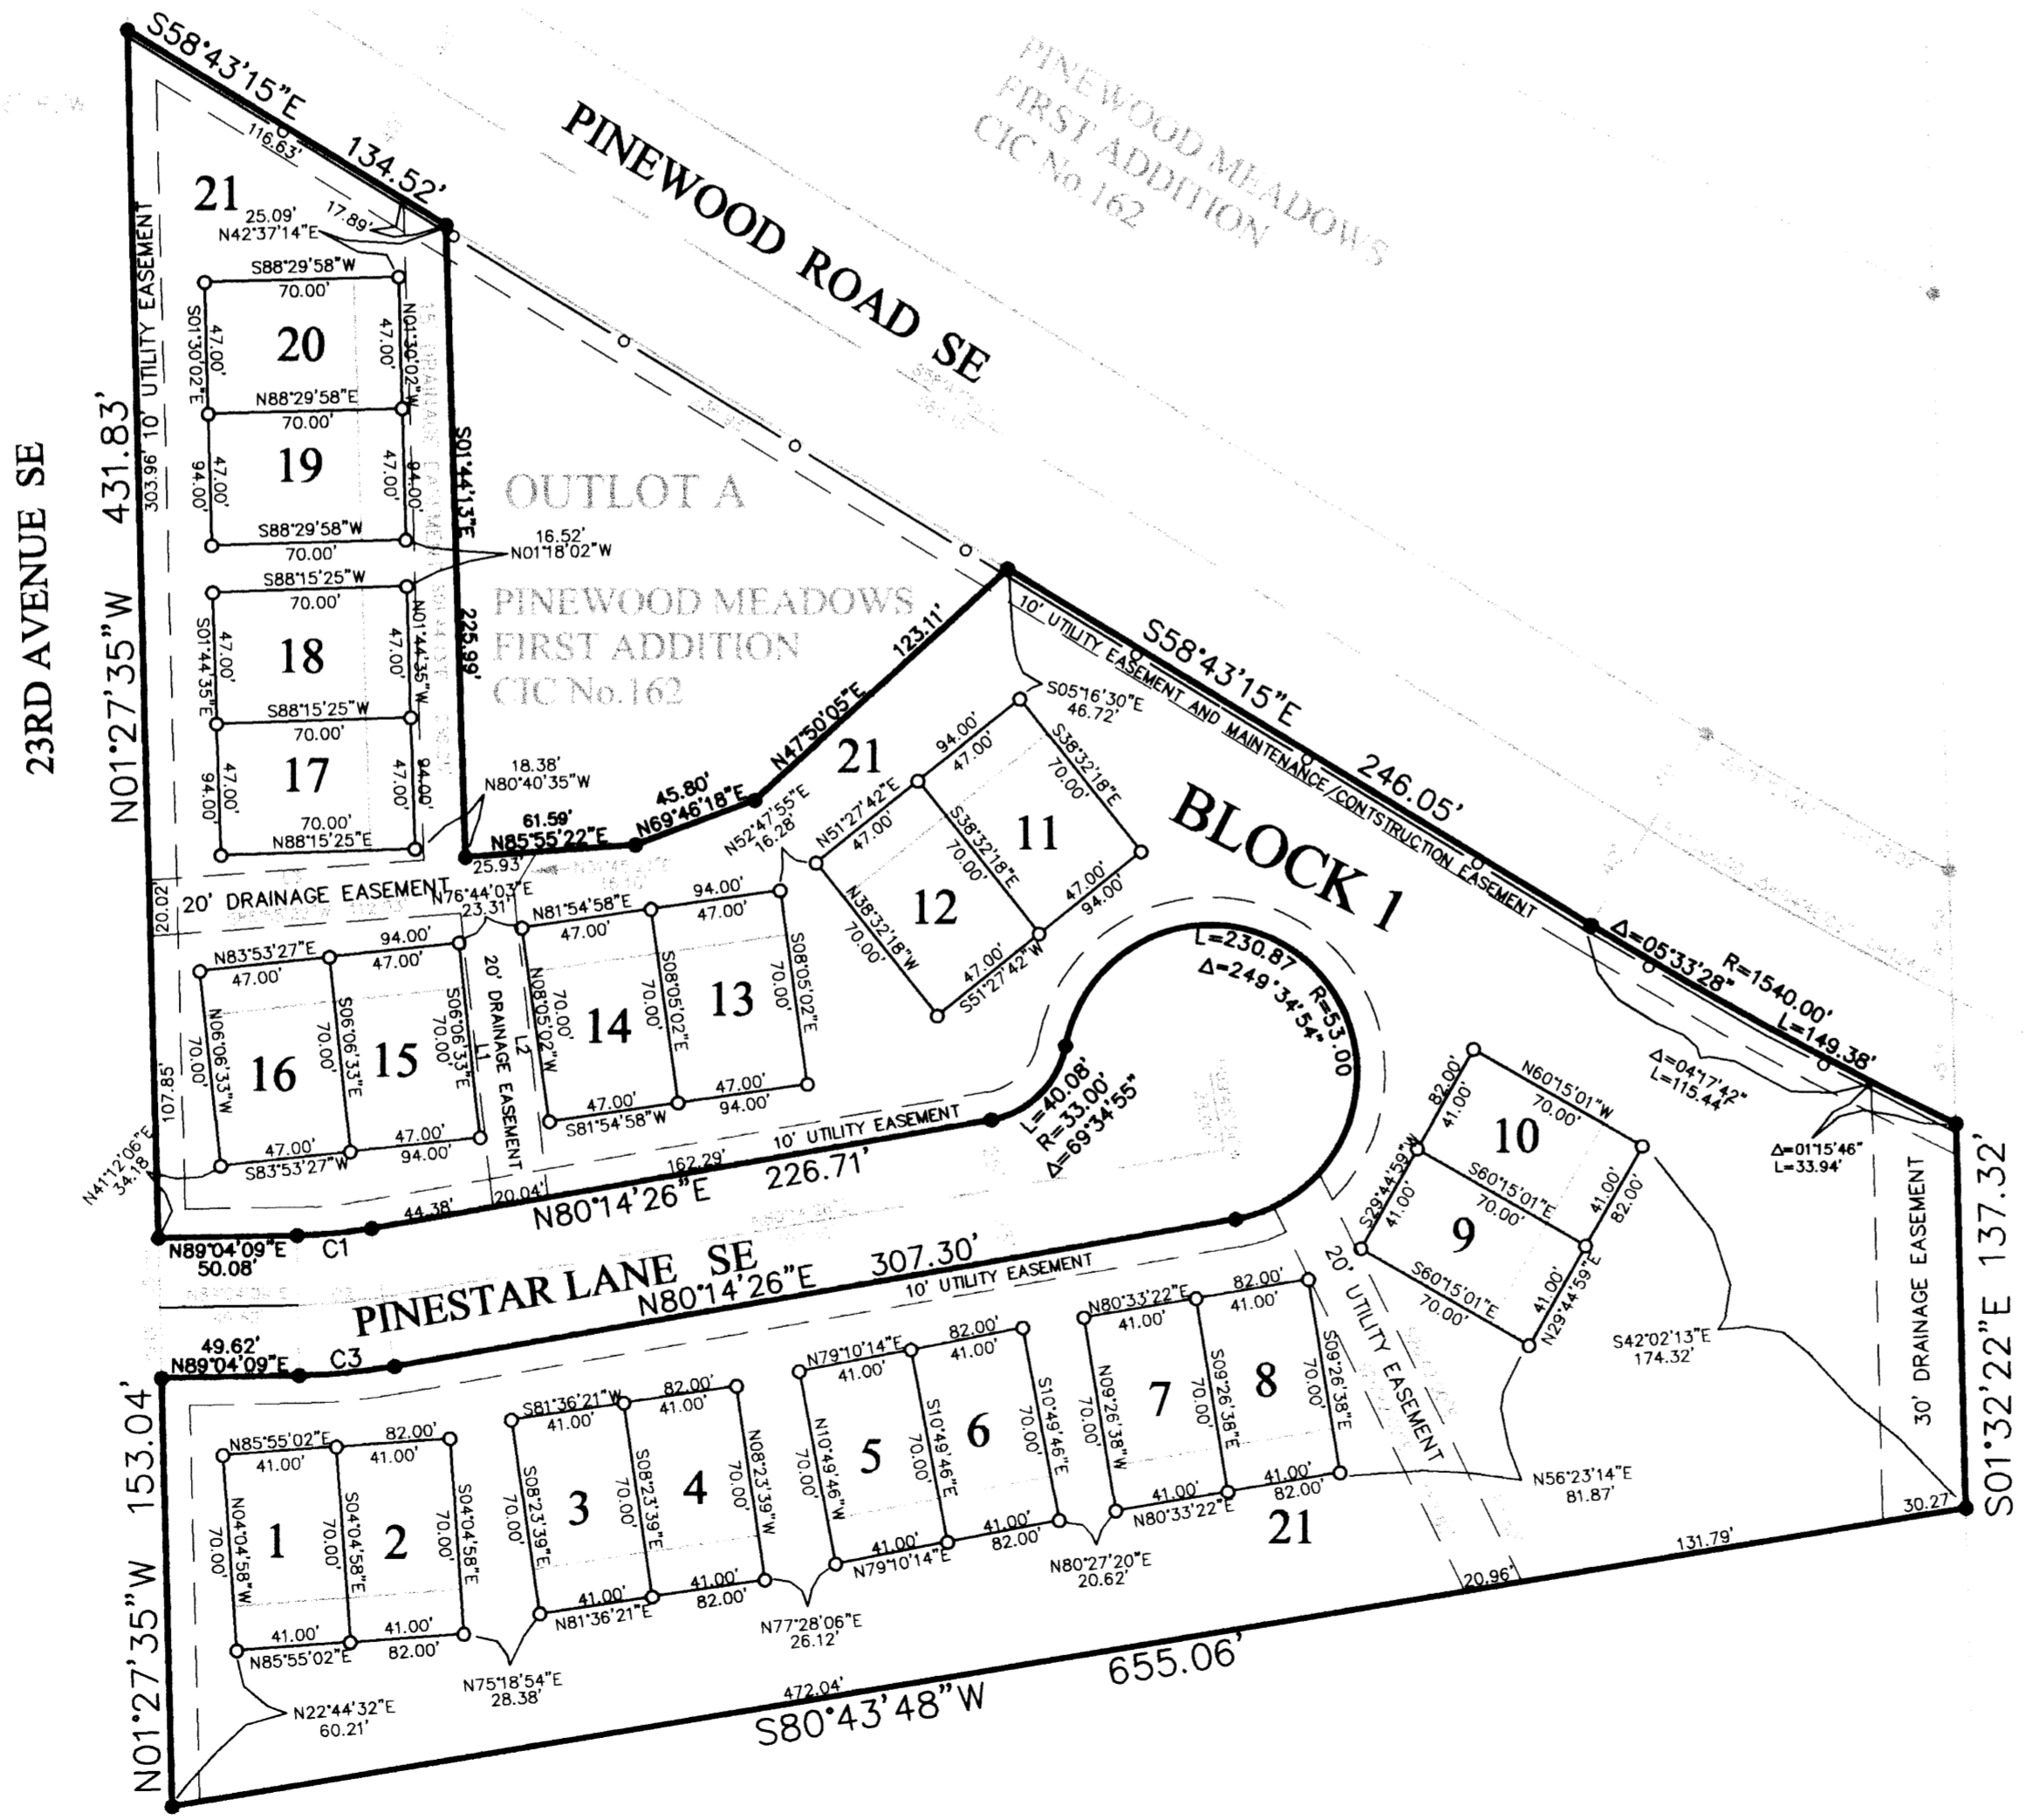 S58°43'15"E
134.52'
116.63'
17.89'
PINEWOOD ROAD SE
PINEWOOD MEADOWS
FIRST ADDITION
CIC No.162
21
25.09'
N42°37'14"E
S88°29'58"W
70.00'
S01°30'02"E
47.00'
20
47.00'
N01°30'02"W
N88°29'58"E
70.00'
94.00'
47.00'
19
47.00'
94.00'
S88°29'58"W
70.00'
16.52'
N01°18'02"W
S88°15'25"W
70.00'
S01°44'35"E
47.00'
18
47.00'
N01°44'35"W
S88°15'25"W
70.00'
94.00'
47.00'
17
47.00'
94.00'
70.00'
N88°15'25"E
18.38'
N80°40'35"W
23RD AVENUE SE
N01°27'35"W 431.83'
303.96' 10' UTILITY EASEMENT
S01°44'13"E
225.99'
OUTLOT A
PINEWOOD MEADOWS
FIRST ADDITION
CIC No.162
61.59'
N85°55'22"E
25.93'
45.80'
N69°46'18"E
123.11'
N47°50'05"E
N52°47'55"E
16.28'
10' UTILITY EASEMENT AND MAINTENANCE/CONTSTRUCTION EASEMENT
S58°43'15"E
246.05'
S05°16'30"E
46.72'
21
94.00'
47.00'
N51°27'42"E
47.00'
S38°32'18"E
70.00'
11
S38°32'18"E
70.00'
47.00'
94.00'
12
N38°32'18"W
70.00'
47.00'
S51°27'42"W
BLOCK 1
Δ=05°33'28"
R=1540.00'
L=149.38'
Δ=04°17'42"
L=115.44'
Δ=01°15'46"
L=33.94'
L=230.87
Δ=249°34'54"
R=53.00
L=40.08'
R=33.00'
Δ=69°34'55"
20' DRAINAGE EASEMENT
20.02'
N76°44'03"E
23.31'
N83°53'27"E
47.00'
94.00'
47.00'
N06°06'33"W
70.00'
16
S06°06'33"E
70.00'
15
S06°06'33"E
70.00'
L1
20' DRAINAGE EASEMENT
L2
47.00'
S83°53'27"W
47.00'
94.00'
N81°54'58"E
47.00'
94.00'
47.00'
N08°05'02"W
70.00'
14
S08°05'02"E
70.00'
13
S08°05'02"E
70.00'
47.00'
S81°54'58"W
47.00'
94.00'
107.85'
N41°12'06"E
34.18
N89°04'09"E
50.08'
C1
44.38'
20.04'
162.29'
10' UTILITY EASEMENT
N80°14'26"E
226.71'
PINESTAR LANE SE
N80°14'26"E
307.30'
10' UTILITY EASEMENT
49.62'
N89°04'09"E
C3
82.00'
41.00'
N60°15'01"W
70.00'
10
S29°44'59"W
41.00'
S60°15'01"E
70.00'
41.00'
82.00'
9
S60°15'01"E
70.00'
41.00'
N29°44'59"E
20' UTILITY EASEMENT
S42°02'13"E
174.32'
30' DRAINAGE EASEMENT
S01°32'22"E 137.32'
30.27
N01°27'35"W 153.04'
N85°55'02"E
41.00'
82.00'
41.00'
N04°04'58"W
70.00'
1
S04°04'58"E
70.00'
2
S04°04'58"E
70.00'
41.00'
N85°55'02"E
41.00'
82.00'
S81°36'21"W
41.00'
82.00'
41.00'
S08°23'39"E
70.00'
3
S08°23'39"E
70.00'
4
N08°23'39"W
70.00'
41.00'
N81°36'21"E
41.00'
82.00'
N79°10'14"E
41.00'
82.00'
41.00'
N10°49'46"W
70.00'
5
S10°49'46"E
70.00'
6
S10°49'46"E
70.00'
41.00'
N79°10'14"E
41.00'
82.00'
N80°33'22"E
41.00'
82.00'
41.00'
N09°26'38"W
70.00'
7
S09°26'38"E
70.00'
8
S09°26'38"E
70.00'
41.00'
N80°33'22"E
41.00'
82.00'
21
N56°23'14"E
81.87'
N80°27'20"E
20.62'
N77°28'06"E
26.12'
N75°18'54"E
28.38'
N22°44'32"E
60.21'
472.04'
S80°43'48"W
655.06'
20.96'
131.79'